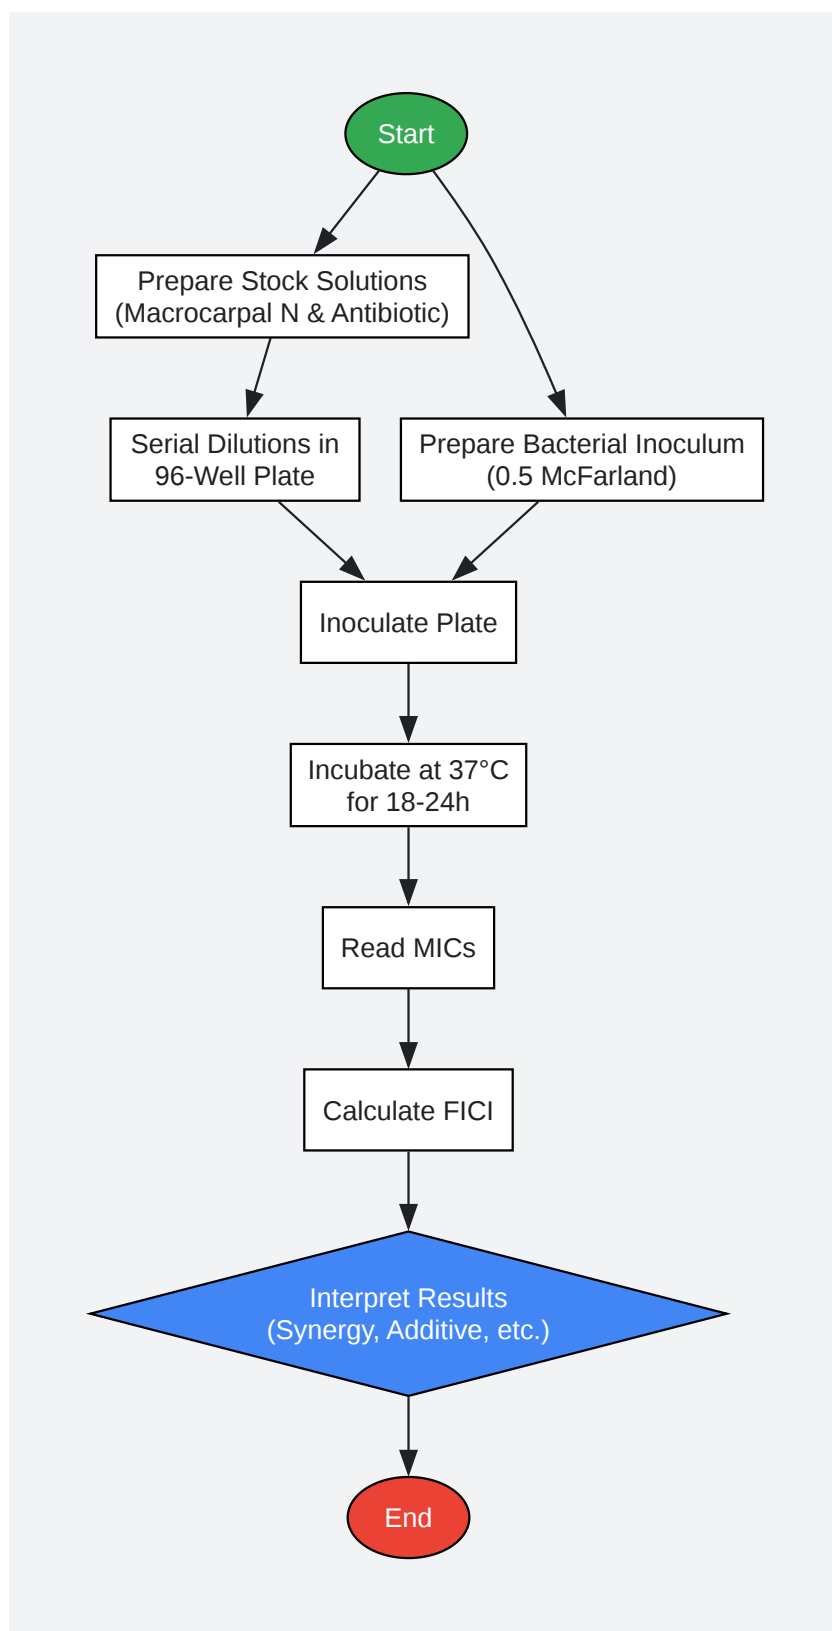 Start
Prepare Stock Solutions
(Macrocarpal N & Antibiotic)
Serial Dilutions in
96-Well Plate
Prepare Bacterial Inoculum
(0.5 McFarland)
Inoculate Plate
Incubate at 37°C
for 18-24h
Read MICs
Calculate FICI
Interpret Results
(Synergy, Additive, etc.)
End